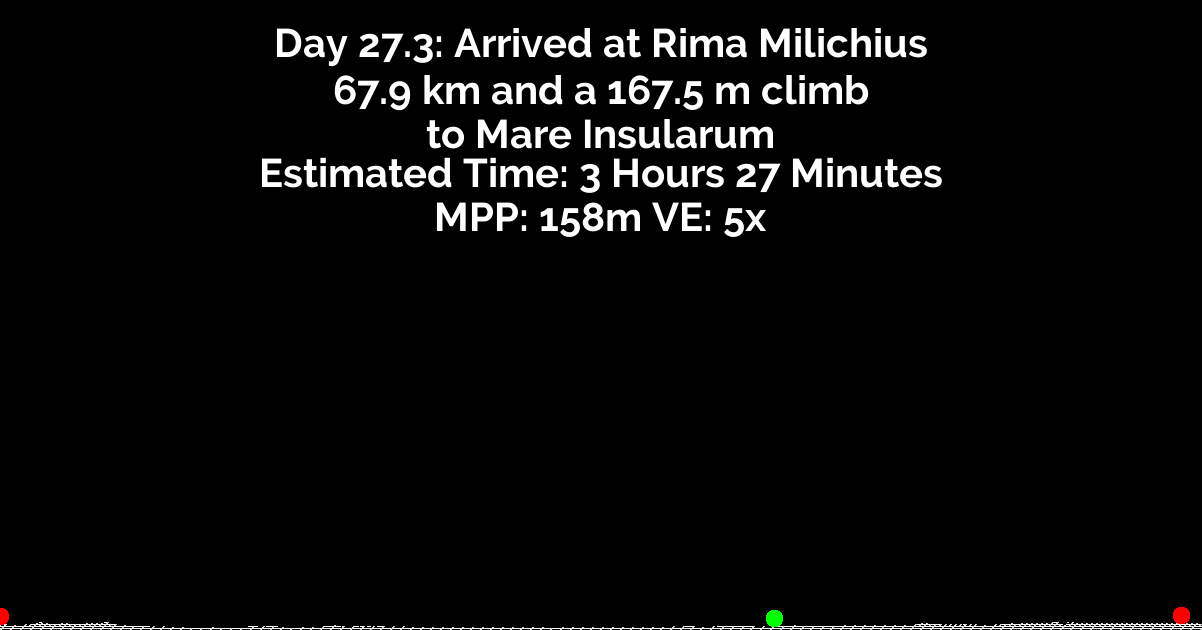 Day 27.3: Arrived at Rima Milichius
67.9 km and a 167.5 m climb
to Mare Insularum
Estimated Time: 3 Hours 27 Minutes
MPP: 158m VE: 5x